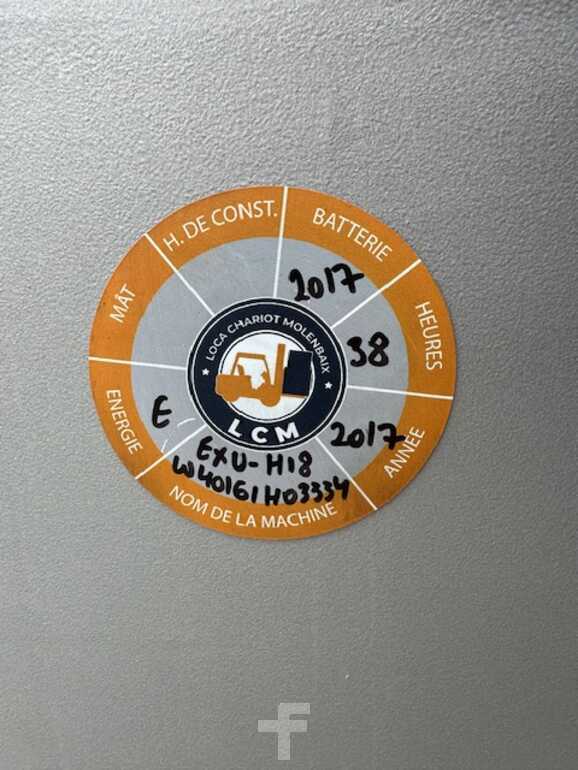 H. DE CONST.
BATTERIE
2017
HEURES
38
ANNÉE
2017
NOM DE LA MACHINE
EXU-H18
W40161H03334
ENERGIE
E
MÂT
LOCA CHARIOT MOLENBAIX
LCM